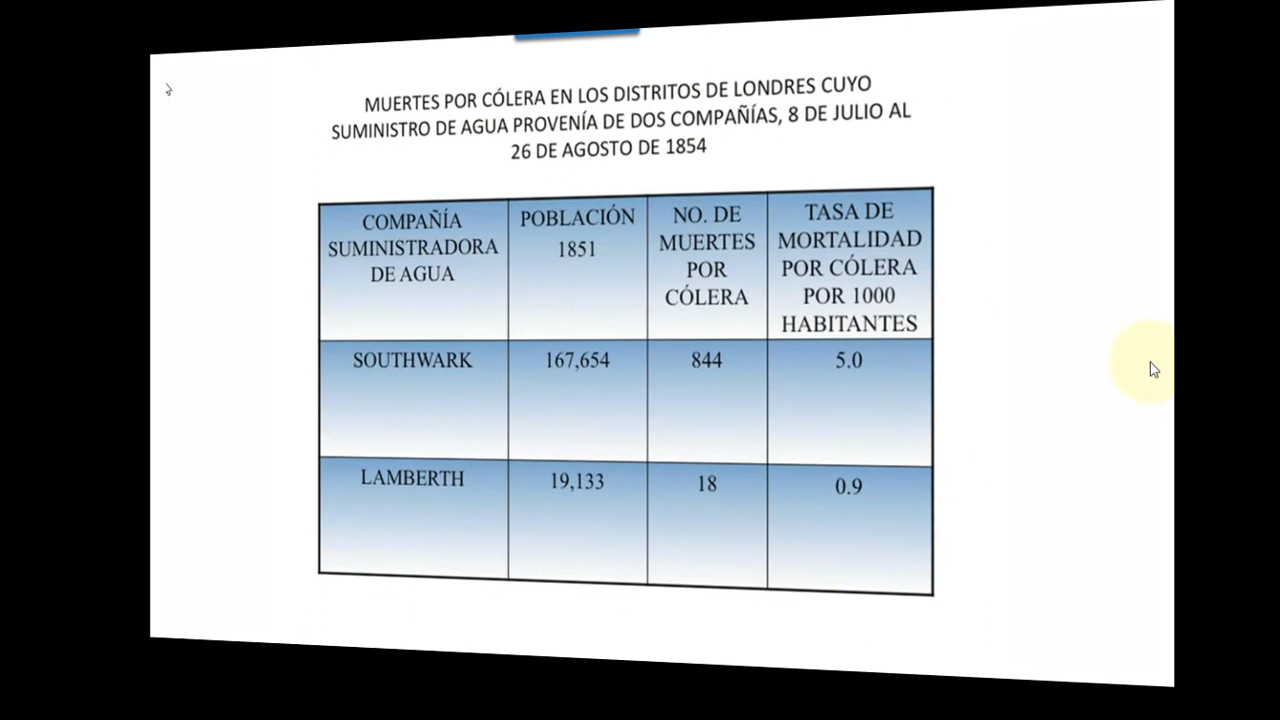 MUERTES POR CÓLERA EN LOS DISTRITOS DE LONDRES CUYO
SUMINISTRO DE AGUA PROVENÍA DE DOS COMPAÑÍAS, 8 DE JULIO AL
26 DE AGOSTO DE 1854
COMPAÑÍA
SUMINISTRADORA
DE AGUA
POBLACIÓN
1851
NO. DE
MUERTES
POR
CÓLERA
TASA DE
MORTALIDAD
POR CÓLERA
POR 1000
HABITANTES
SOUTHWARK
167,654
844
5.0
LAMBERTH
19,133
18
0.9